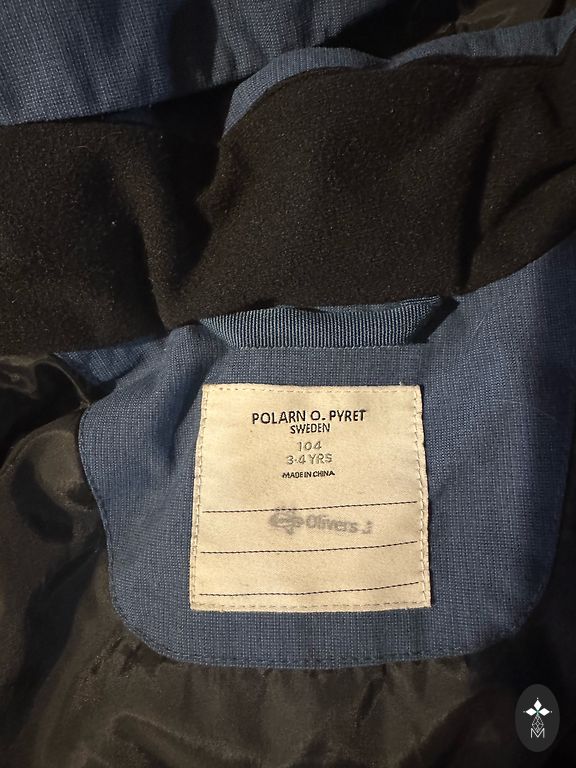 POLARN O. PYRET
SWEDEN
104
3-4 YRS
MADE IN CHINA
Olivers J
M